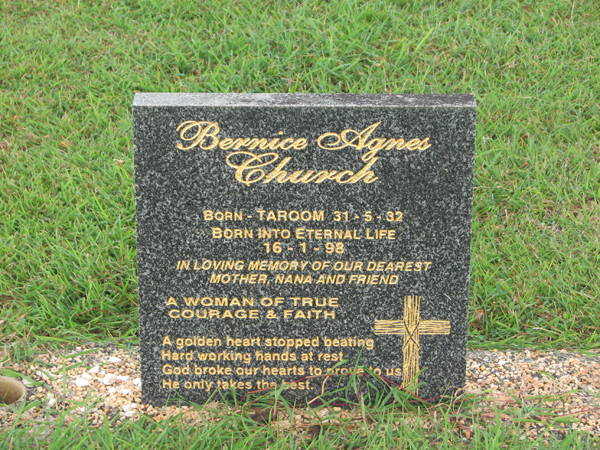 Bernice Agnes
Church
BORN - TAROOM 31 - 5 - 32
BORN INTO ETERNAL LIFE
16 - 1 - 98
IN LOVING MEMORY OF OUR DEAREST
MOTHER, NANA AND FRIEND
A WOMAN OF TRUE
COURAGE & FAITH
A golden heart stopped beating
Hard working hands at rest
God broke our hearts to prove to us
He only takes the best.